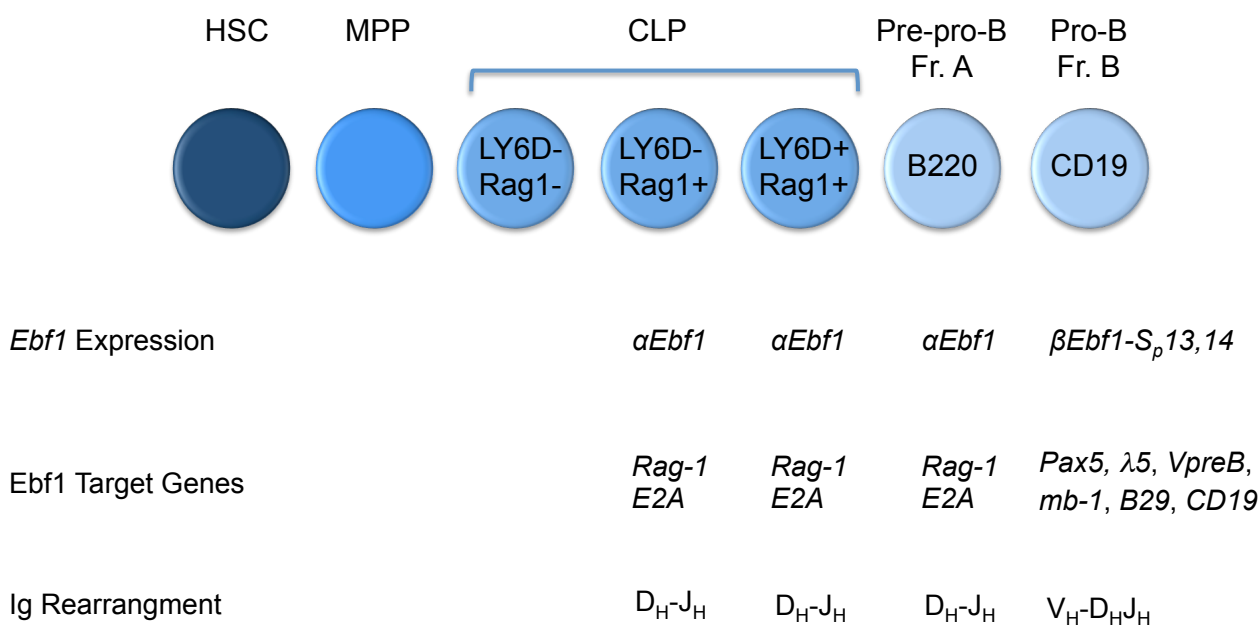 HSC MPP CLP Pre-pro-B Pro-B
Fr. A Fr. B
LY6D- LY6D- LY6D+ B220 CD19
Rag1- Rag1+ Rag1+
Ebf1 Expression αEbf1 αEbf1 αEbf1 βEbf1-Sp13,14
Ebf1 Target Genes Rag-1 Rag-1 Rag-1 Pax5, λ5, VpreB,
E2A E2A E2A mb-1, B29, CD19
Ig Rearrangment DH-JH DH-JH DH-JH VH-DHJH